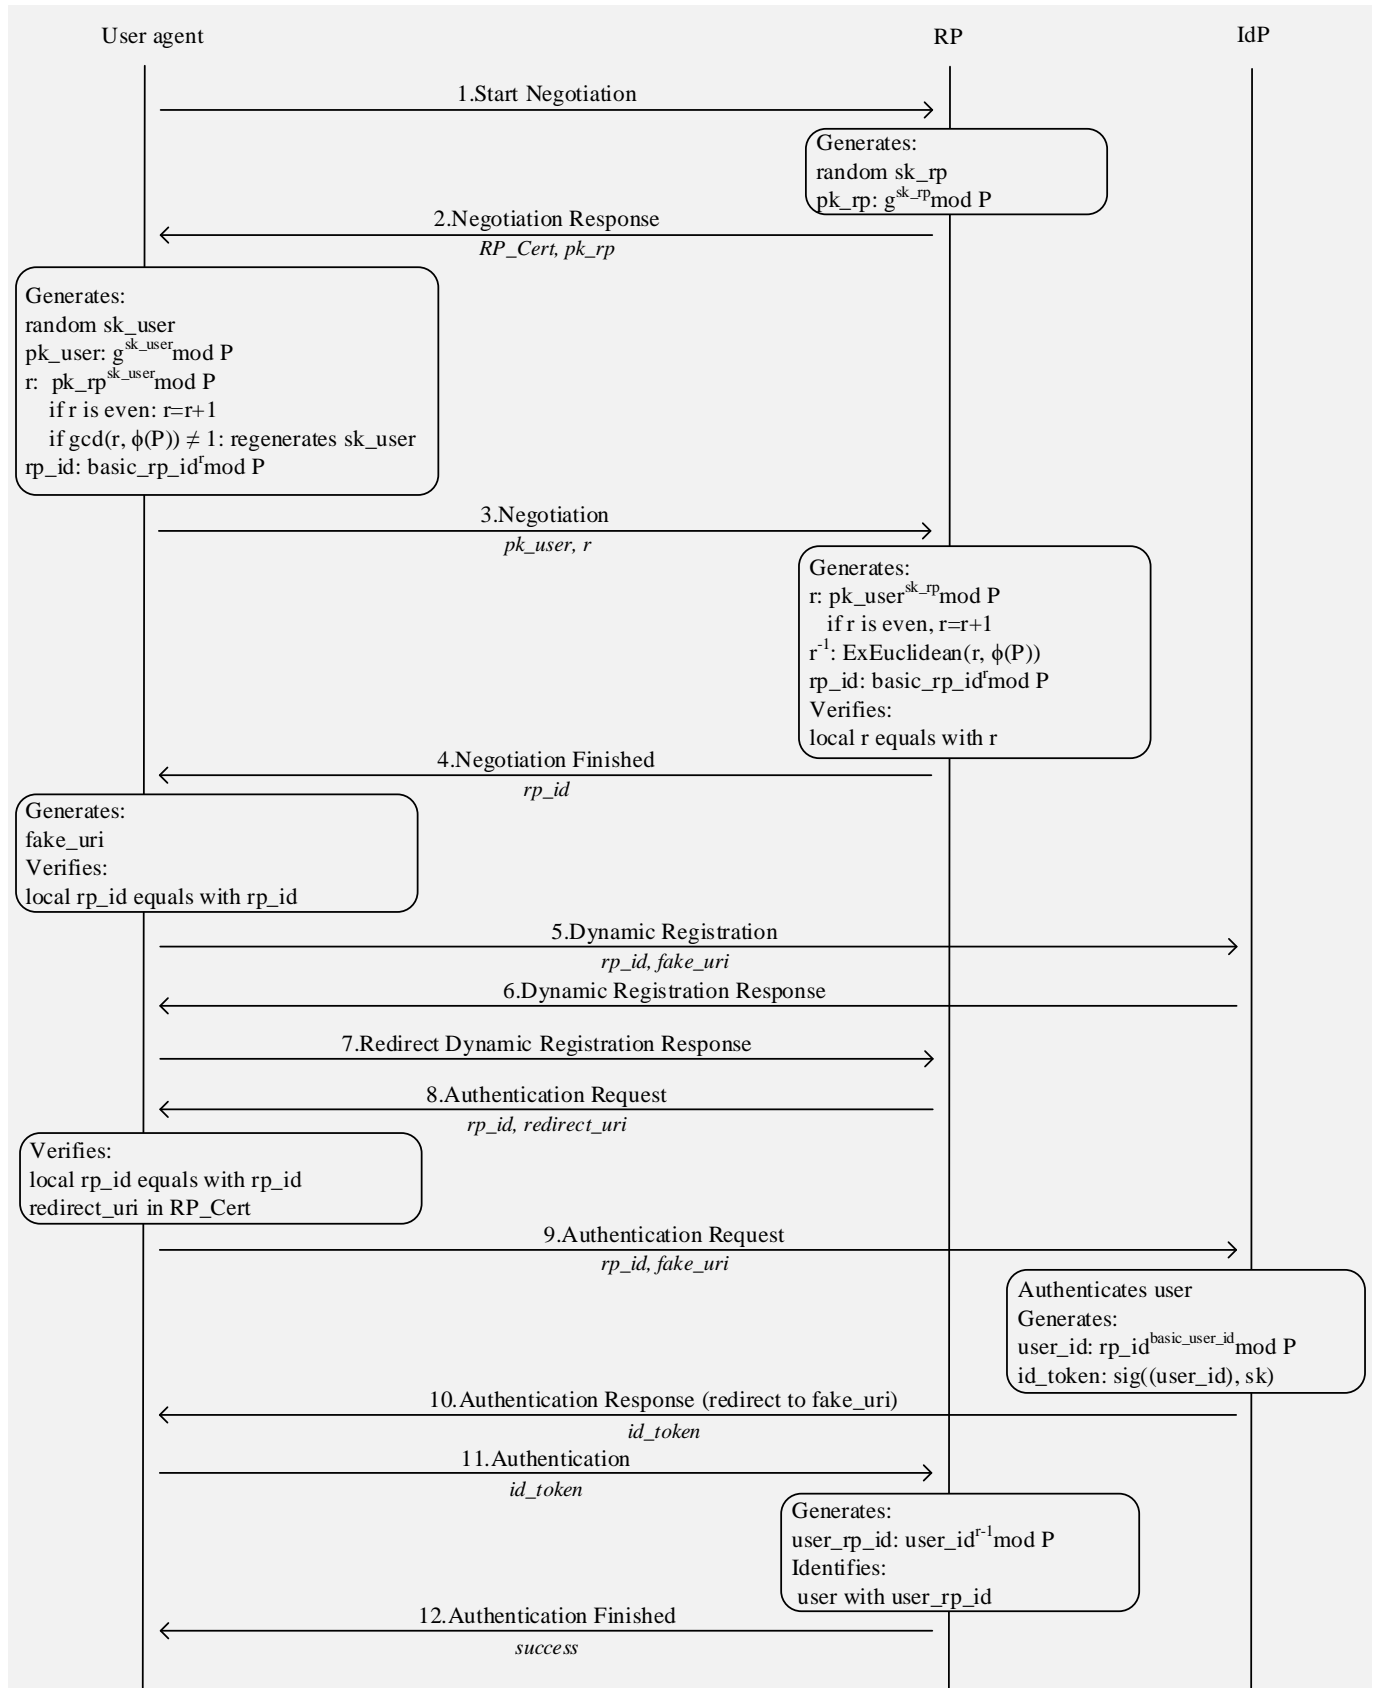 User agent
RP
IdP
1.Start Negotiation
Generates:
random sk_rp
pk_rp: g^sk_rp mod P
2.Negotiation Response
RP_Cert, pk_rp
Generates:
random sk_user
pk_user: g^sk_user mod P
r: pk_rp^sk_user mod P
if r is even: r=r+1
if gcd(r, ϕ(P)) ≠ 1: regenerates sk_user
rp_id: basic_rp_id^r mod P
3.Negotiation
pk_user, r
Generates:
r: pk_user^sk_rp mod P
if r is even, r=r+1
r^-1: ExEuclidean(r, ϕ(P))
rp_id: basic_rp_id^r mod P
Verifies:
local r equals with r
4.Negotiation Finished
rp_id
Generates:
fake_uri
Verifies:
local rp_id equals with rp_id
5.Dynamic Registration
rp_id, fake_uri
6.Dynamic Registration Response
7.Redirect Dynamic Registration Response
8.Authentication Request
rp_id, redirect_uri
Verifies:
local rp_id equals with rp_id
redirect_uri in RP_Cert
9.Authentication Request
rp_id, fake_uri
Authenticates user
Generates:
user_id: rp_id^basic_user_id mod P
id_token: sig((user_id), sk)
10.Authentication Response (redirect to fake_uri)
id_token
11.Authentication
id_token
Generates:
user_rp_id: user_id^r-1 mod P
Identifies:
user with user_rp_id
12.Authentication Finished
success